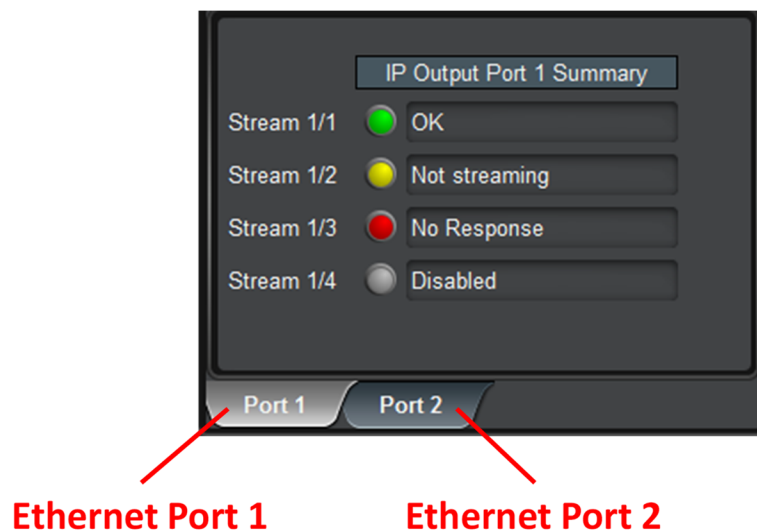 IP Output Port 1 Summary
Stream 1/1 OK
Stream 1/2 Not streaming
Stream 1/3 No Response
Stream 1/4 Disabled
Port 1 Port 2
Ethernet Port 1 Ethernet Port 2